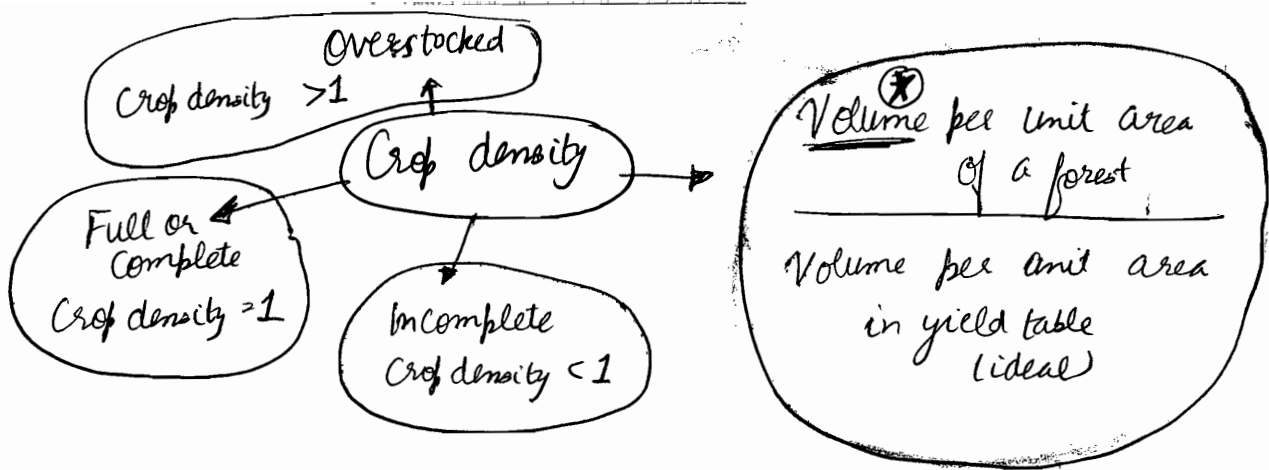 Overstocked
Crop density >1
Crop density
Full or
complete
Crop density =1
Incomplete
Crop density <1
Volume per unit area
of a forest
Volume per unit area
in yield table
(ideal)